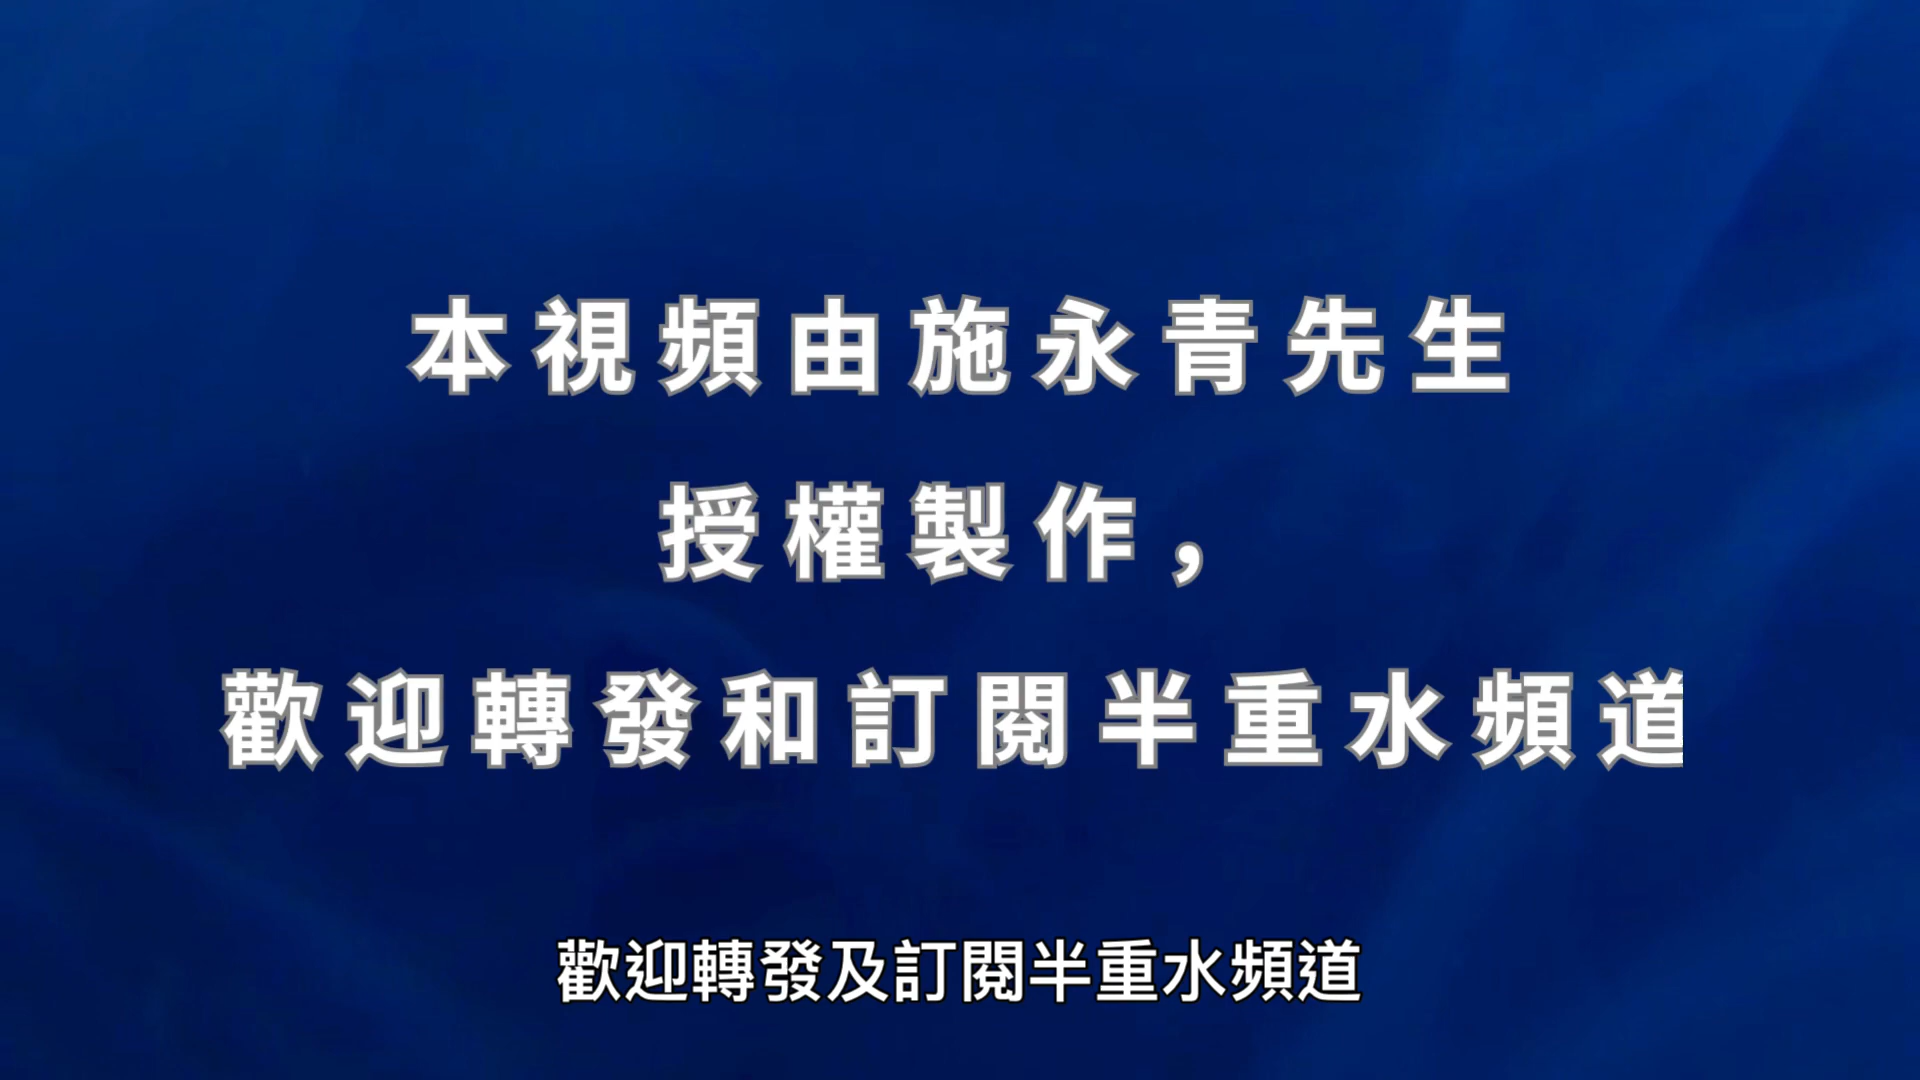 本視頻由施永青先生
授權製作，
歡迎轉發和訂閱半重水頻道
歡迎轉發及訂閱半重水頻道